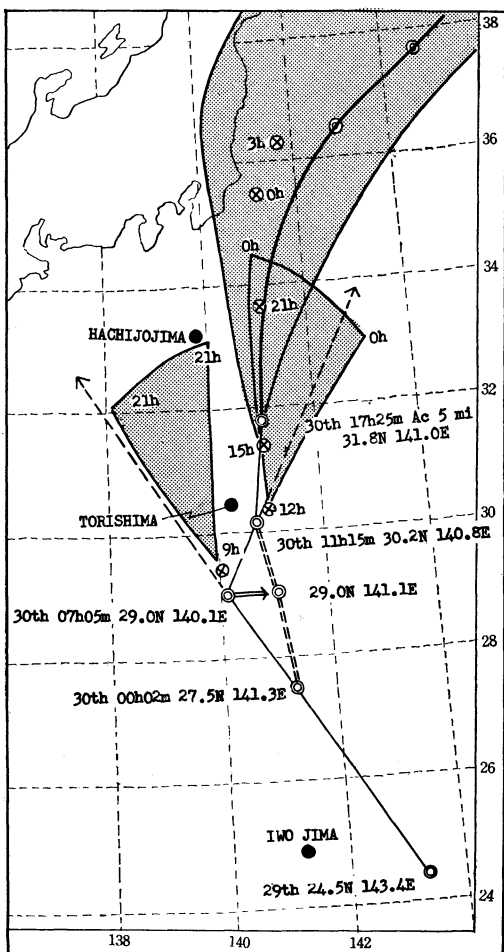 38
3h
36
0h
0h
34
21h
HACHIJOJIMA
21h
0h
32
21h
30th 17h25m Ac 5 mi
31.8N 141.0E
15h
12h
30
TORISHIMA
30th 11h15m 30.2N 140.8E
9h
29.0N 141.1E
30th 07h05m 29.0N 140.1E
28
30th 00h02m 27.5N 141.3E
26
IWO JIMA
29th 24.5N 143.4E
24
138
140
142